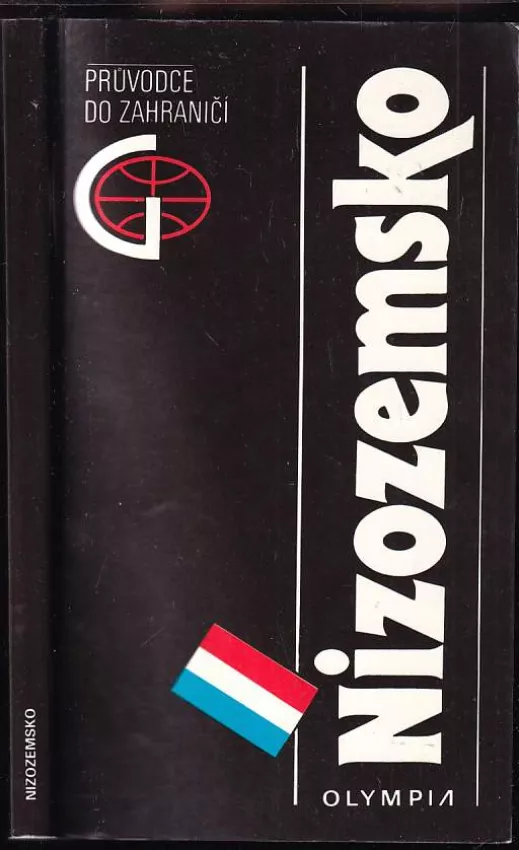 PRŮVODCE
DO ZAHRANIČÍ
Nizozemsko
OLYMPIA
NIZOZEMSKO